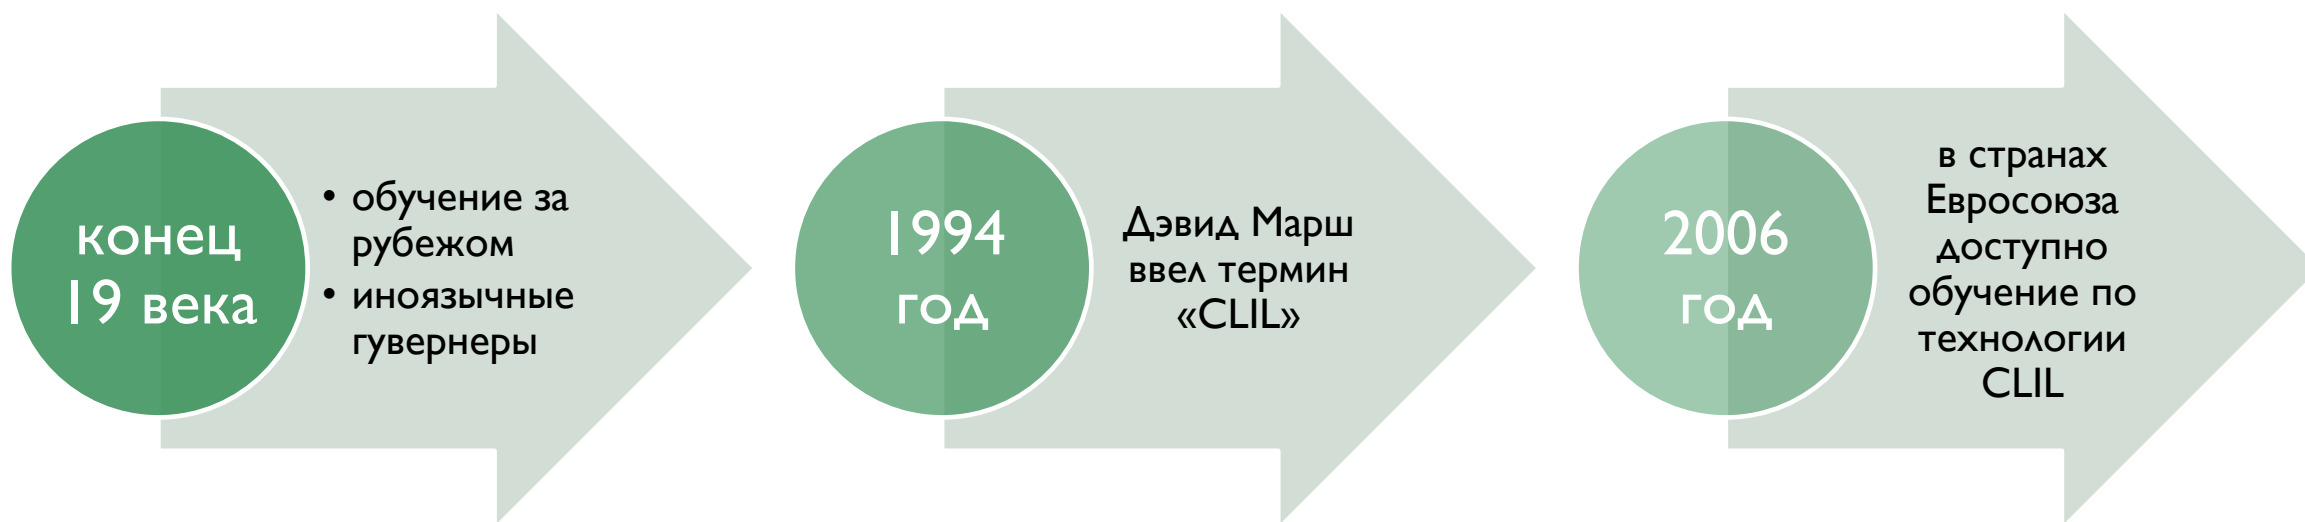 конец
19 века
• обучение за
рубежом
• иноязычные
гувернеры
1994
год
Дэвид Марш
ввел термин
«CLIL»
2006
год
в странах
Евросоюза
доступно
обучение по
технологии
CLIL